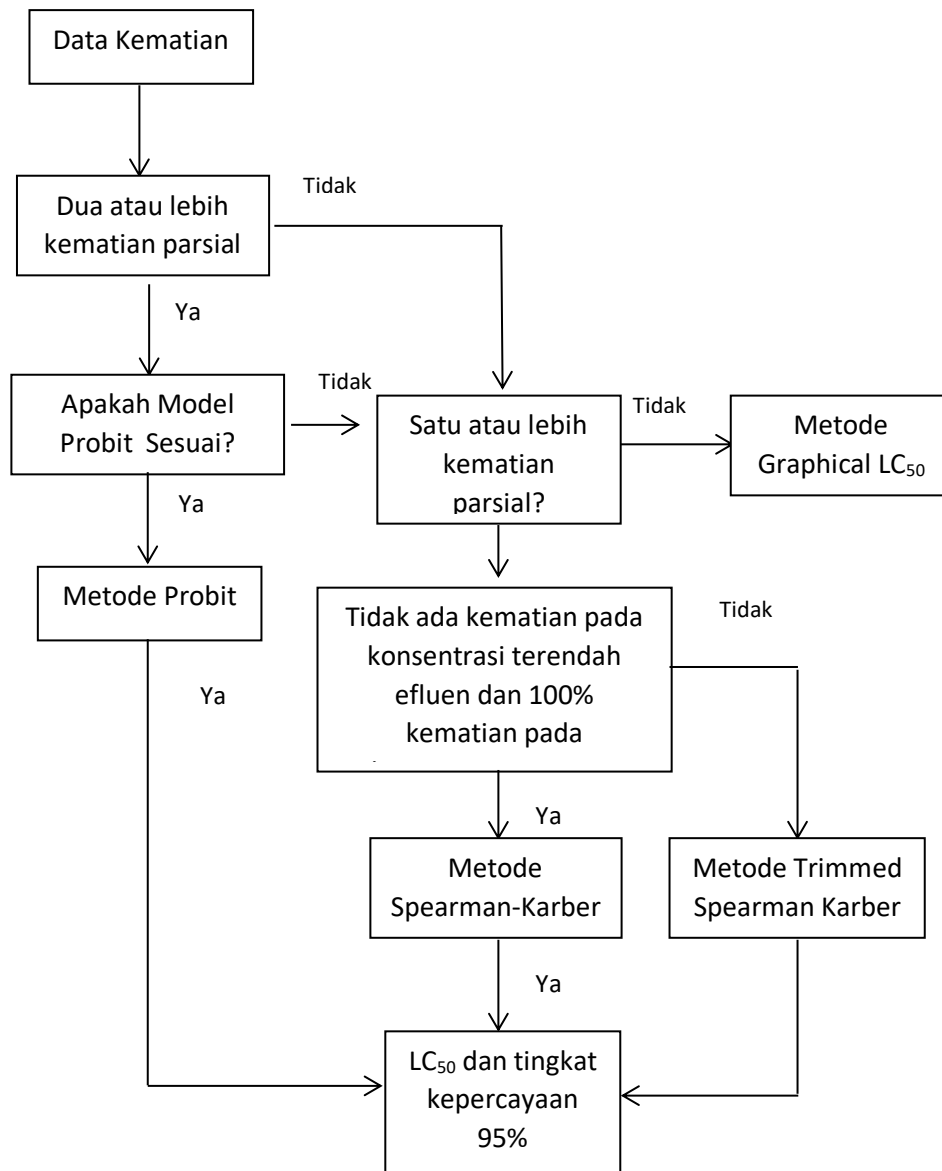 Data Kematian
Dua atau lebih
kematian parsial
Tidak
Ya
Apakah Model
Probit Sesuai?
Tidak
Satu atau lebih
kematian
parsial?
Tidak
Metode
Graphical LC₅₀
Ya
Metode Probit
Tidak ada kematian pada
konsentrasi terendah
efluen dan 100%
kematian pada
Tidak
Ya
Ya
Metode
Spearman-Karber
Metode Trimmed
Spearman Karber
Ya
LC₅₀ dan tingkat
kepercayaan
95%